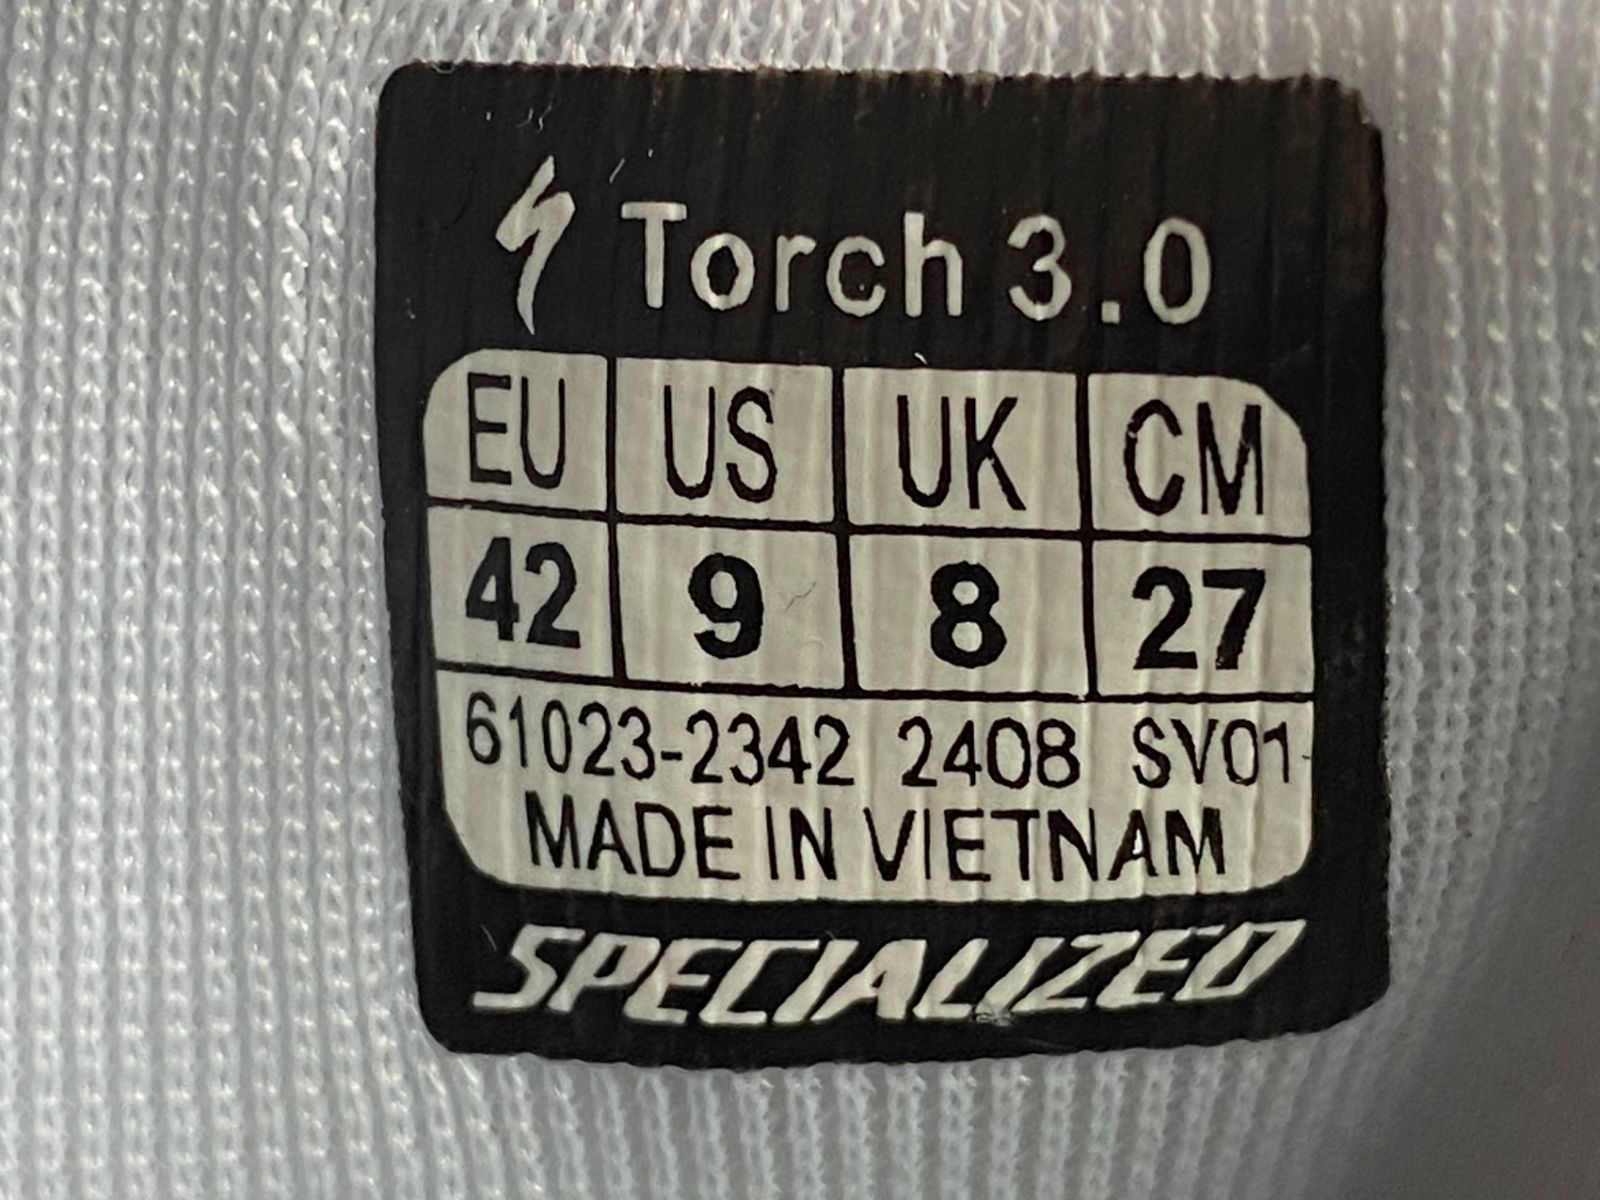 Torch 3.0
EU US UK CM
42 9 8 27
61023-2342 2408 SV01
MADE IN VIETNAM
SPECIALIZED